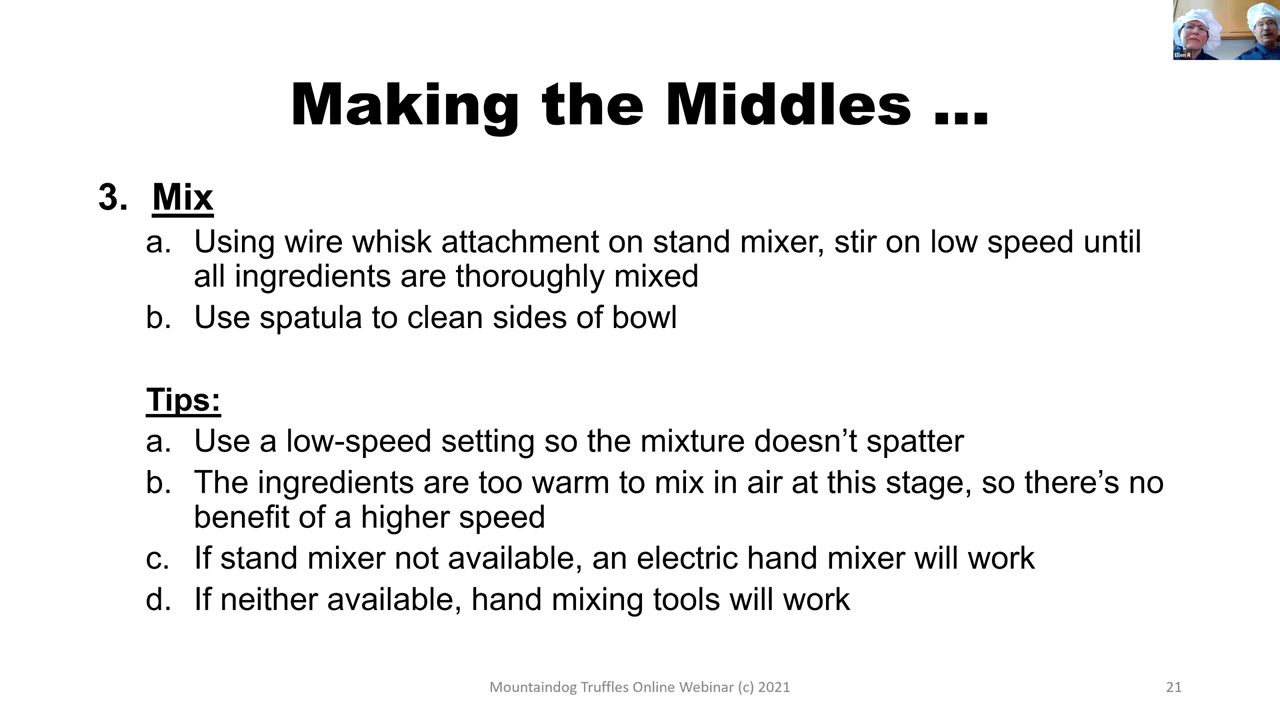 Ellen R
Making the Middles ...
3. Mix
a. Using wire whisk attachment on stand mixer, stir on low speed until
all ingredients are thoroughly mixed
b. Use spatula to clean sides of bowl
Tips:
a. Use a low-speed setting so the mixture doesn’t spatter
b. The ingredients are too warm to mix in air at this stage, so there’s no
benefit of a higher speed
c. If stand mixer not available, an electric hand mixer will work
d. If neither available, hand mixing tools will work
Mountaindog Truffles Online Webinar (c) 2021
21